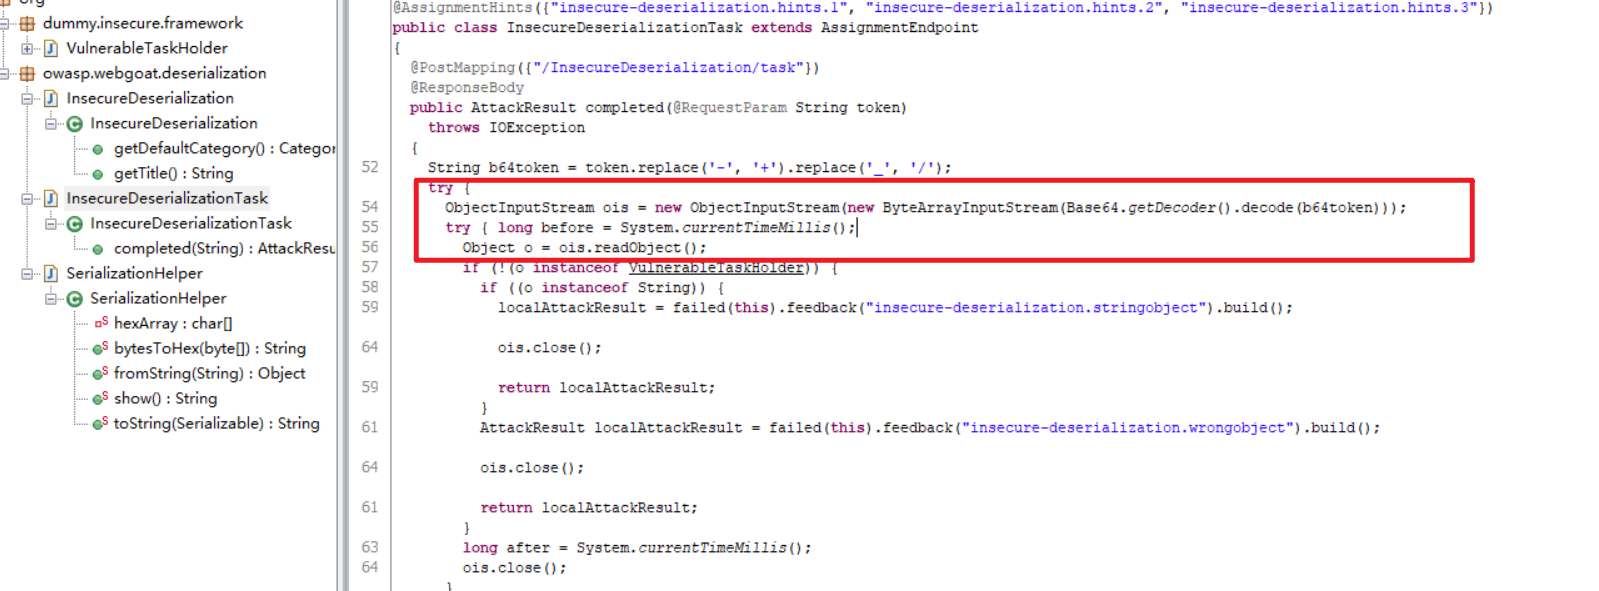 org
dummy.insecure.framework
VulnerableTaskHolder
owasp.webgoat.deserialization
InsecureDeserialization
InsecureDeserialization
getDefaultCategory() : Categor
getTitle() : String
InsecureDeserializationTask
InsecureDeserializationTask
completed(String) : AttackResu
SerializationHelper
SerializationHelper
hexArray : char[]
bytesToHex(byte[]) : String
fromString(String) : Object
show() : String
toString(Serializable) : String
@AssignmentHints({"insecure-deserialization.hints.1", "insecure-deserialization.hints.2", "insecure-deserialization.hints.3"})
public class InsecureDeserializationTask extends AssignmentEndpoint
{
@PostMapping({"/InsecureDeserialization/task"})
@ResponseBody
public AttackResult completed(@RequestParam String token)
throws IOException
{
52 String b64token = token.replace('-', '+').replace('_', '/');
try {
54 ObjectInputStream ois = new ObjectInputStream(new ByteArrayInputStream(Base64.getDecoder().decode(b64token)));
55 try { long before = System.currentTimeMillis();
56 Object o = ois.readObject();
57 if (!(o instanceof VulnerableTaskHolder)) {
58 if ((o instanceof String)) {
59 localAttackResult = failed(this).feedback("insecure-deserialization.stringobject").build();
64 ois.close();
59 return localAttackResult;
}
61 AttackResult localAttackResult = failed(this).feedback("insecure-deserialization.wrongobject").build();
64 ois.close();
61 return localAttackResult;
}
63 long after = System.currentTimeMillis();
64 ois.close();
}